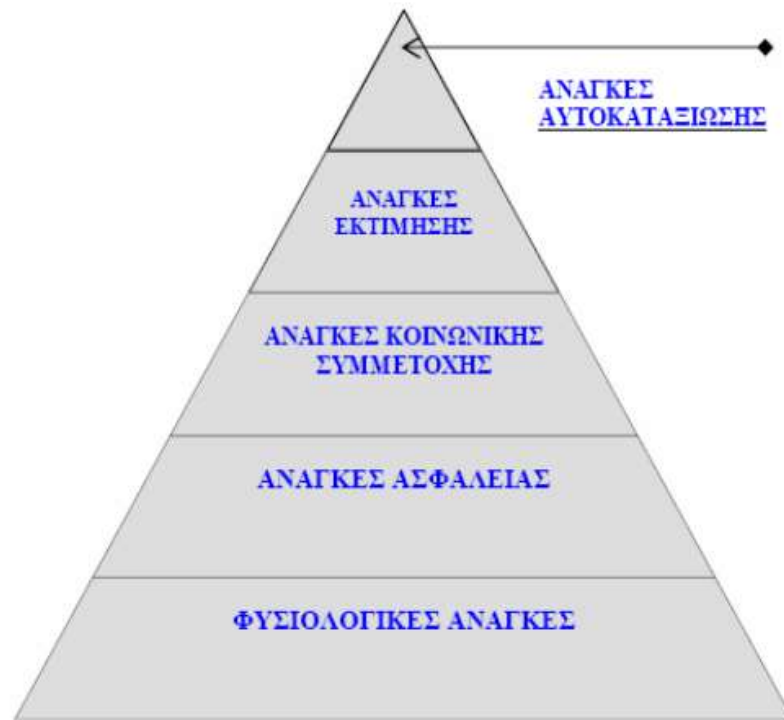 ΑΝΑΓΚΕΣ
ΑΥΤΟΚΑΤΑΞΙΩΣΗΣ
ΑΝΑΓΚΕΣ
ΕΚΤΙΜΗΣΗΣ
ΑΝΑΓΚΕΣ ΚΟΙΝΩΝΙΚΗΣ
ΣΥΜΜΕΤΟΧΗΣ
ΑΝΑΓΚΕΣ ΑΣΦΑΛΕΙΑΣ
ΦΥΣΙΟΛΟΓΙΚΕΣ ΑΝΑΓΚΕΣ